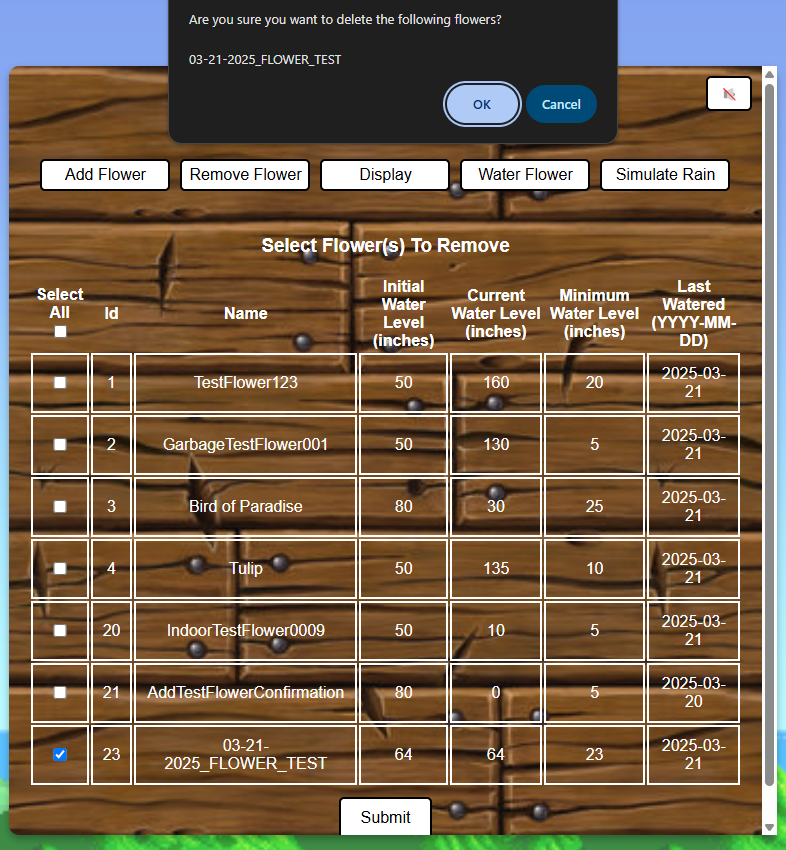 Are you sure you want to delete the following flowers?
03-21-2025_FLOWER_TEST
OK Cancel
Add Flower Remove Flower Display Water Flower Simulate Rain
Select Flower(s) To Remove
Select
All
Id
Name
Initial
Water
Level
(inches)
Current
Water Level
(inches)
Minimum
Water Level
(inches)
Last
Watered
(YYYY-MM-
DD)
1 TestFlower123 50 160 20 2025-03-
21
2 GarbageTestFlower001 50 130 5 2025-03-
21
3 Bird of Paradise 80 30 25 2025-03-
21
4 Tulip 50 135 10 2025-03-
21
20 IndoorTestFlower0009 50 10 5 2025-03-
21
21 AddTestFlowerConfirmation 80 0 5 2025-03-
20
23 03-21-
2025_FLOWER_TEST 64 64 23 2025-03-
21
Submit